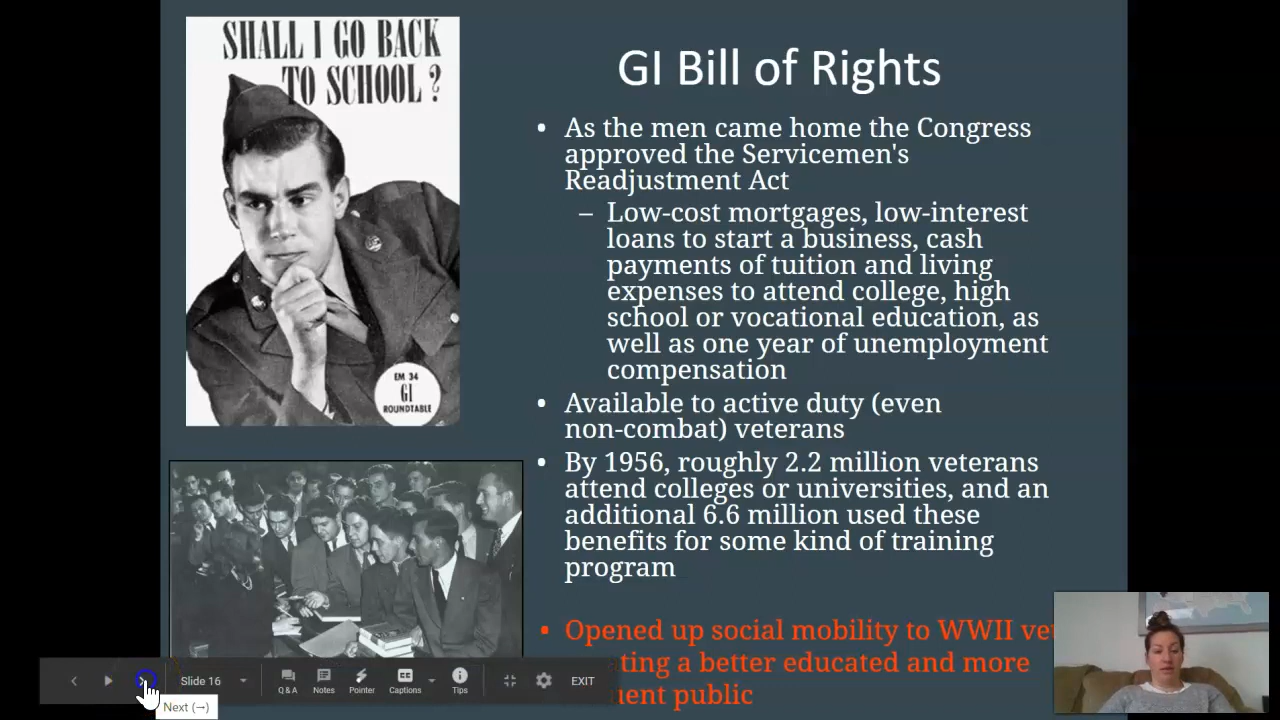 SHALL I GO BACK
TO SCHOOL?
EM 34
GI
ROUNDTABLE
GI Bill of Rights
• As the men came home the Congress
approved the Servicemen's
Readjustment Act
– Low-cost mortgages, low-interest
loans to start a business, cash
payments of tuition and living
expenses to attend college, high
school or vocational education, as
well as one year of unemployment
compensation
• Available to active duty (even
non-combat) veterans
• By 1956, roughly 2.2 million veterans
attend colleges or universities, and an
additional 6.6 million used these
benefits for some kind of training
program
• Opened up social mobility to WWII
a better educated and more
public
Slide 16
Q & A
Notes
Pointer
Captions
Tips
EXIT
Next (→)